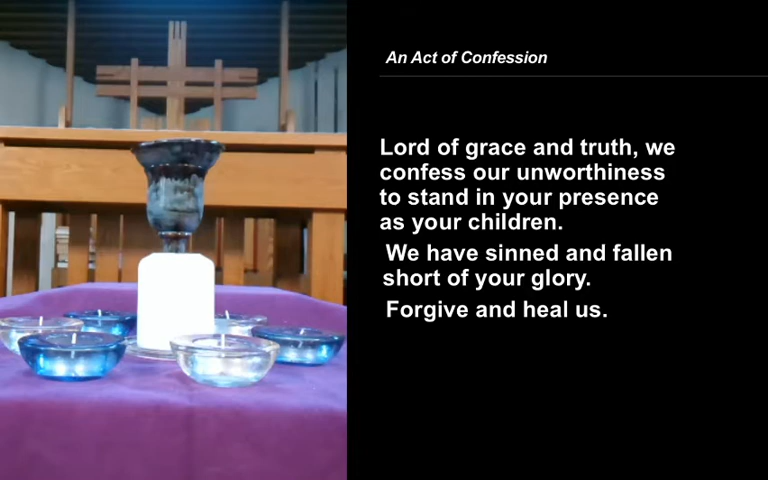 An Act of Confession
Lord of grace and truth, we
confess our unworthiness
to stand in your presence
as your children.
We have sinned and fallen
short of your glory.
Forgive and heal us.